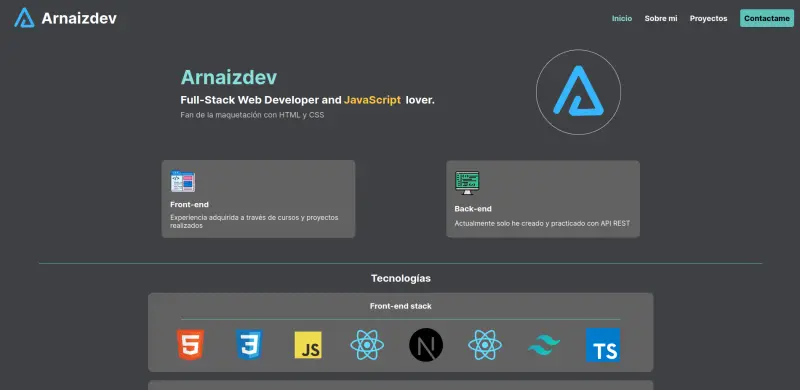 Arnaizdev
Inicio
Sobre mi
Proyectos
Contactame
Arnaizdev
Full-Stack Web Developer and JavaScript lover.
Fan de la maquetación con HTML y CSS
Front-end
Experiencia adquirida a través de cursos y proyectos
realizados
Back-end
Actualmente solo he creado y practicado con API REST
Tecnologías
Front-end stack
5
3
JS
N
TS